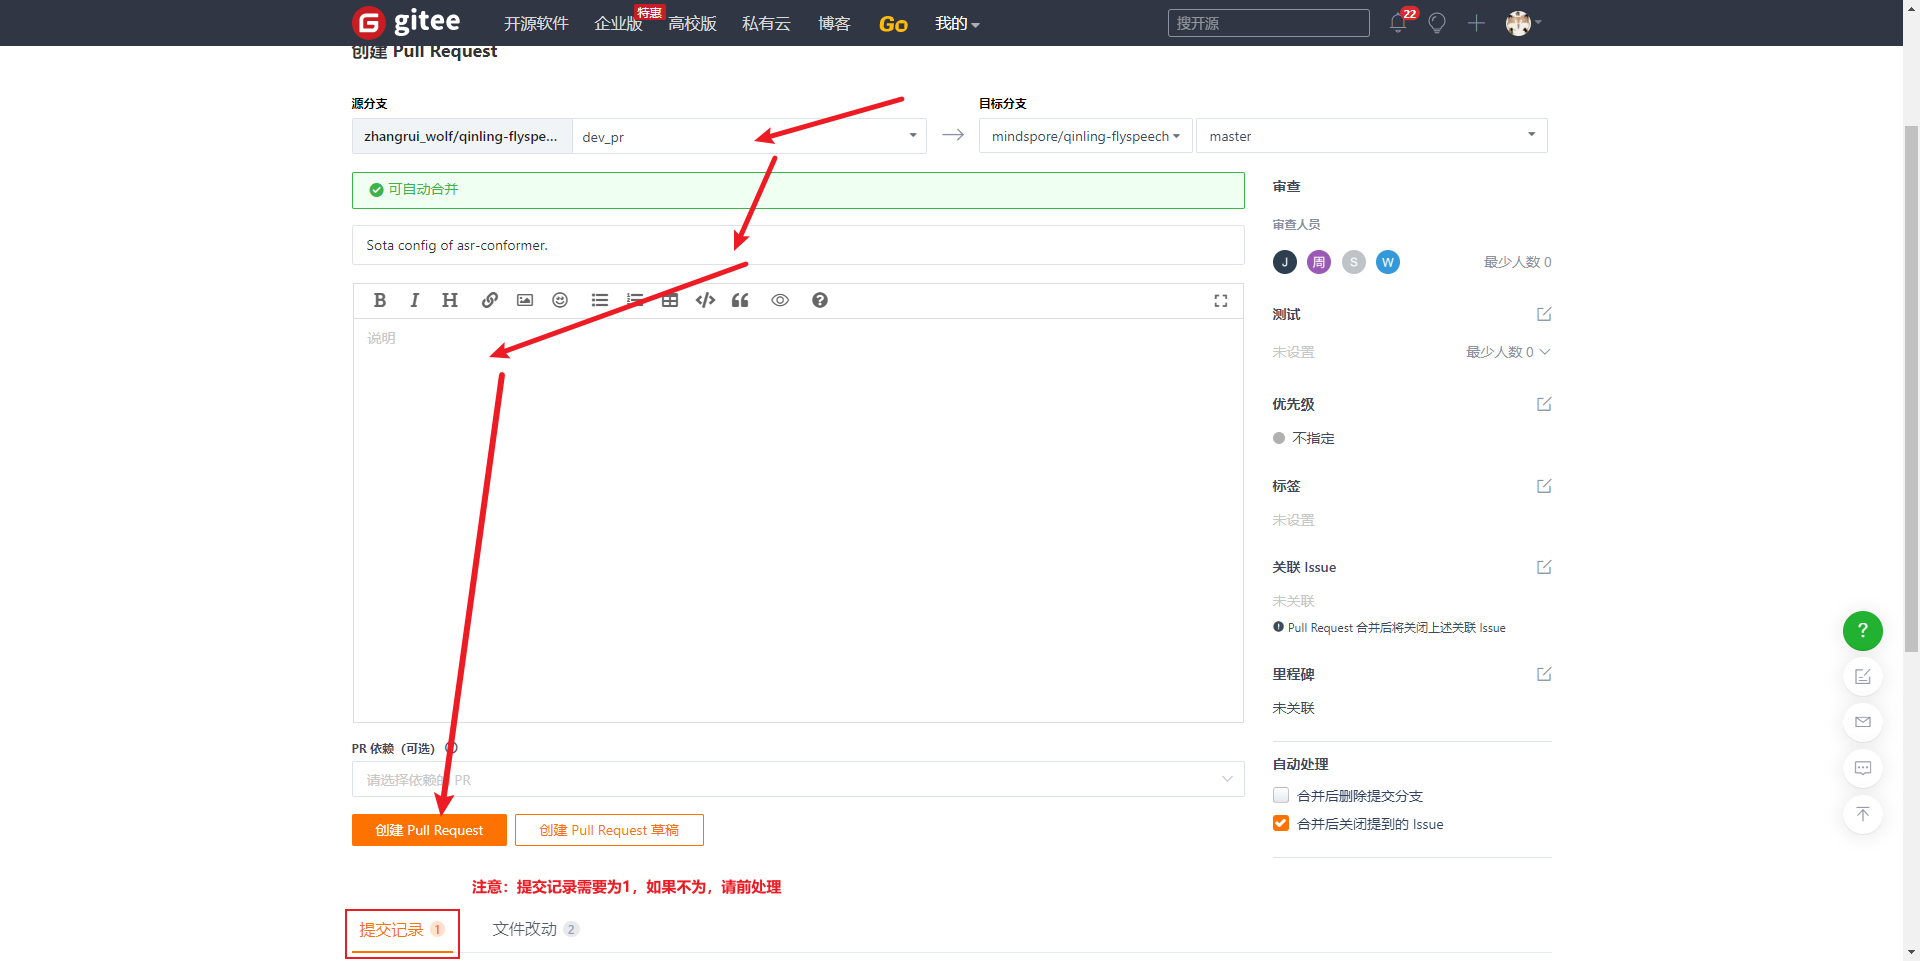 gitee
开源软件
企业版
特惠
高校版
私有云
博客
Go
我的
搜开源
22
创建 Pull Request
源分支
目标分支
zhangrui_wolf/qinling-flyspe...
dev_pr
mindspore/qinling-flyspeech
master
可自动合并
Sota config of asr-conformer.
B I H
说明
PR 依赖（可选）
请选择依赖的 PR
创建 Pull Request
创建 Pull Request 草稿
注意：提交记录需要为1，如果不为，请前处理
提交记录 1
文件改动 2
审查
审查人员
J 周 S W
最少人数 0
测试
未设置
最少人数 0
优先级
不指定
标签
未设置
关联 Issue
未关联
Pull Request 合并后将关闭上述关联 Issue
里程碑
未关联
自动处理
合并后删除提交分支
合并后关闭提到的 Issue
?